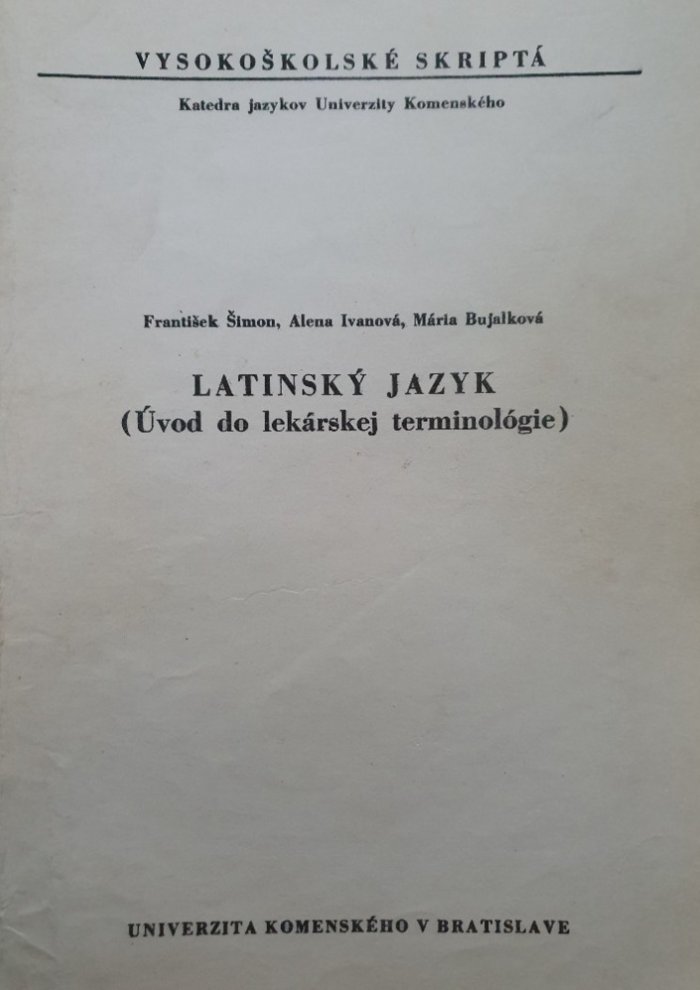 VYSOKOŠKOLSKÉ SKRIPTÁ
Katedra jazykov Univerzity Komenského
František Šimon, Alena Ivanová, Mária Bujalková
LATINSKÝ JAZYK
(Úvod do lekárskej terminológie)
UNIVERZITA KOMENSKÉHO V BRATISLAVE